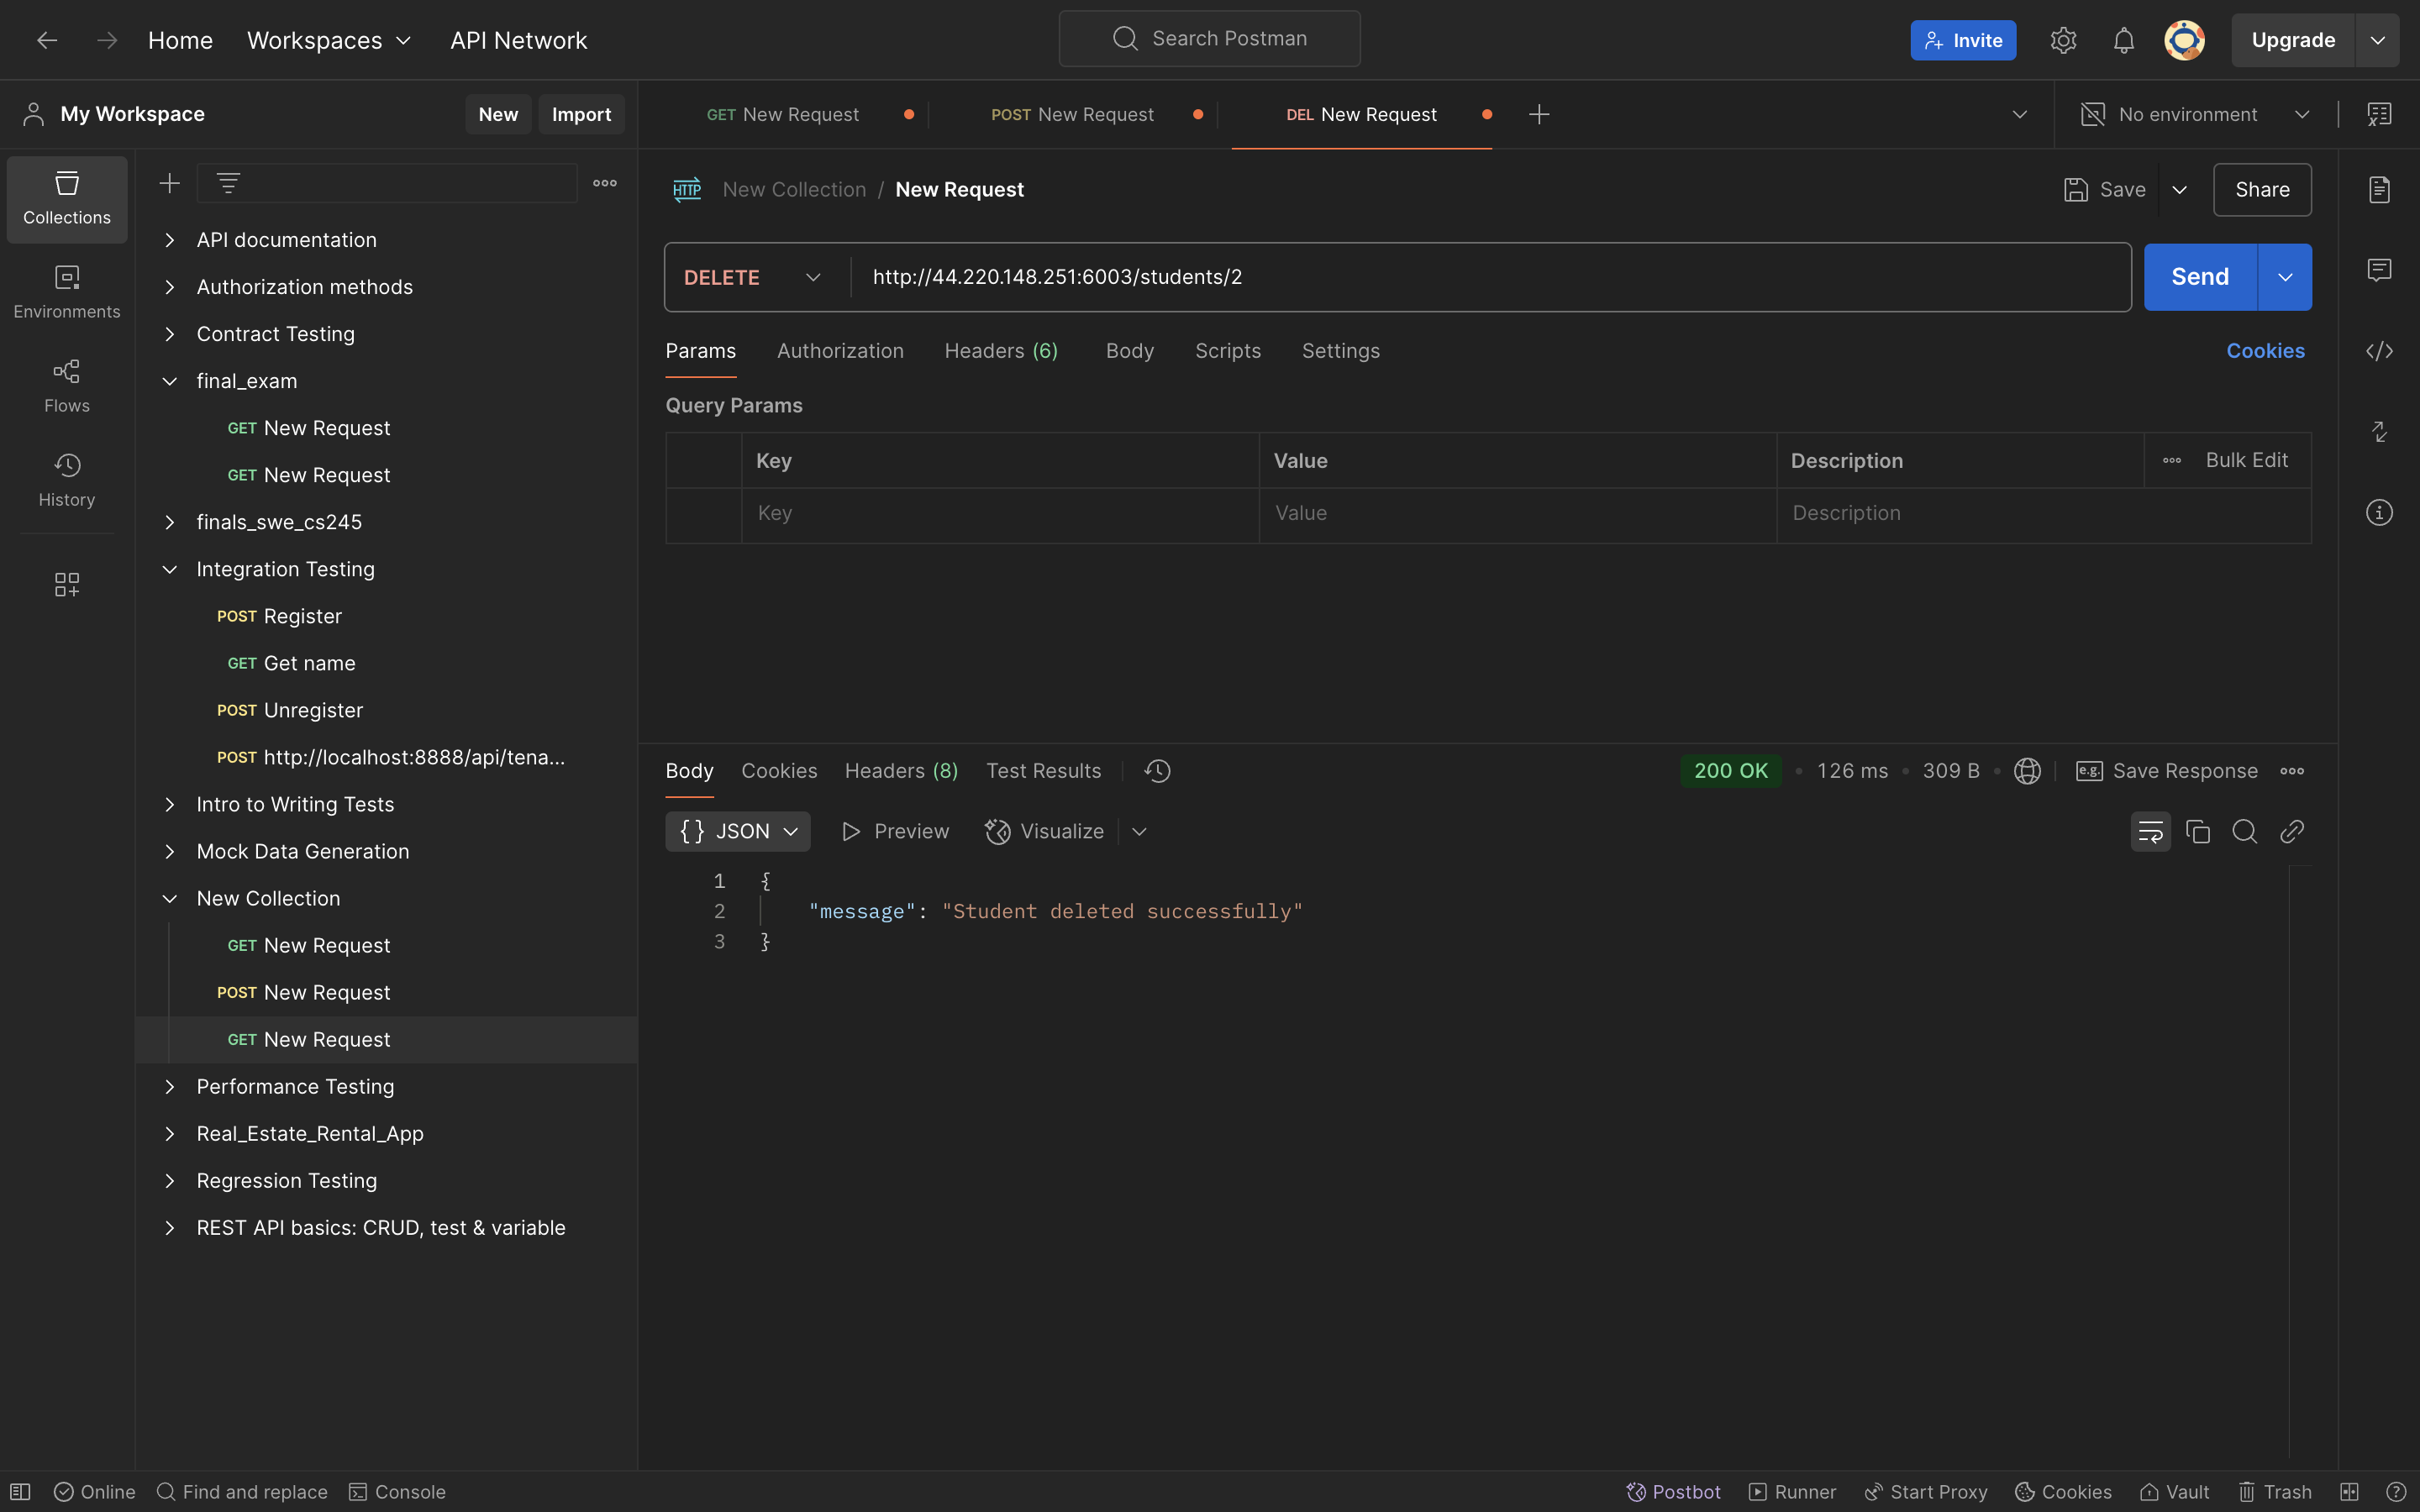 Home Workspaces API Network Search Postman Invite Upgrade
My Workspace New Import
GET New Request POST New Request DEL New Request No environment
Collections
Environments
Flows
History
API documentation
Authorization methods
Contract Testing
final_exam
GET New Request
GET New Request
finals_swe_cs245
Integration Testing
POST Register
GET Get name
POST Unregister
POST http://localhost:8888/api/tena...
Intro to Writing Tests
Mock Data Generation
New Collection
GET New Request
POST New Request
GET New Request
Performance Testing
Real_Estate_Rental_App
Regression Testing
REST API basics: CRUD, test & variable
HTTP New Collection / New Request Save Share
DELETE http://44.220.148.251:6003/students/2 Send
Params Authorization Headers (6) Body Scripts Settings Cookies
Query Params
Key Value Description Bulk Edit
Key Value Description
Body Cookies Headers (8) Test Results 200 OK • 126 ms • 309 B • e.g. Save Response
{} JSON Preview Visualize
1 {
2 "message": "Student deleted successfully"
3 }
Online Find and replace Console Postbot Runner Start Proxy Cookies Vault Trash